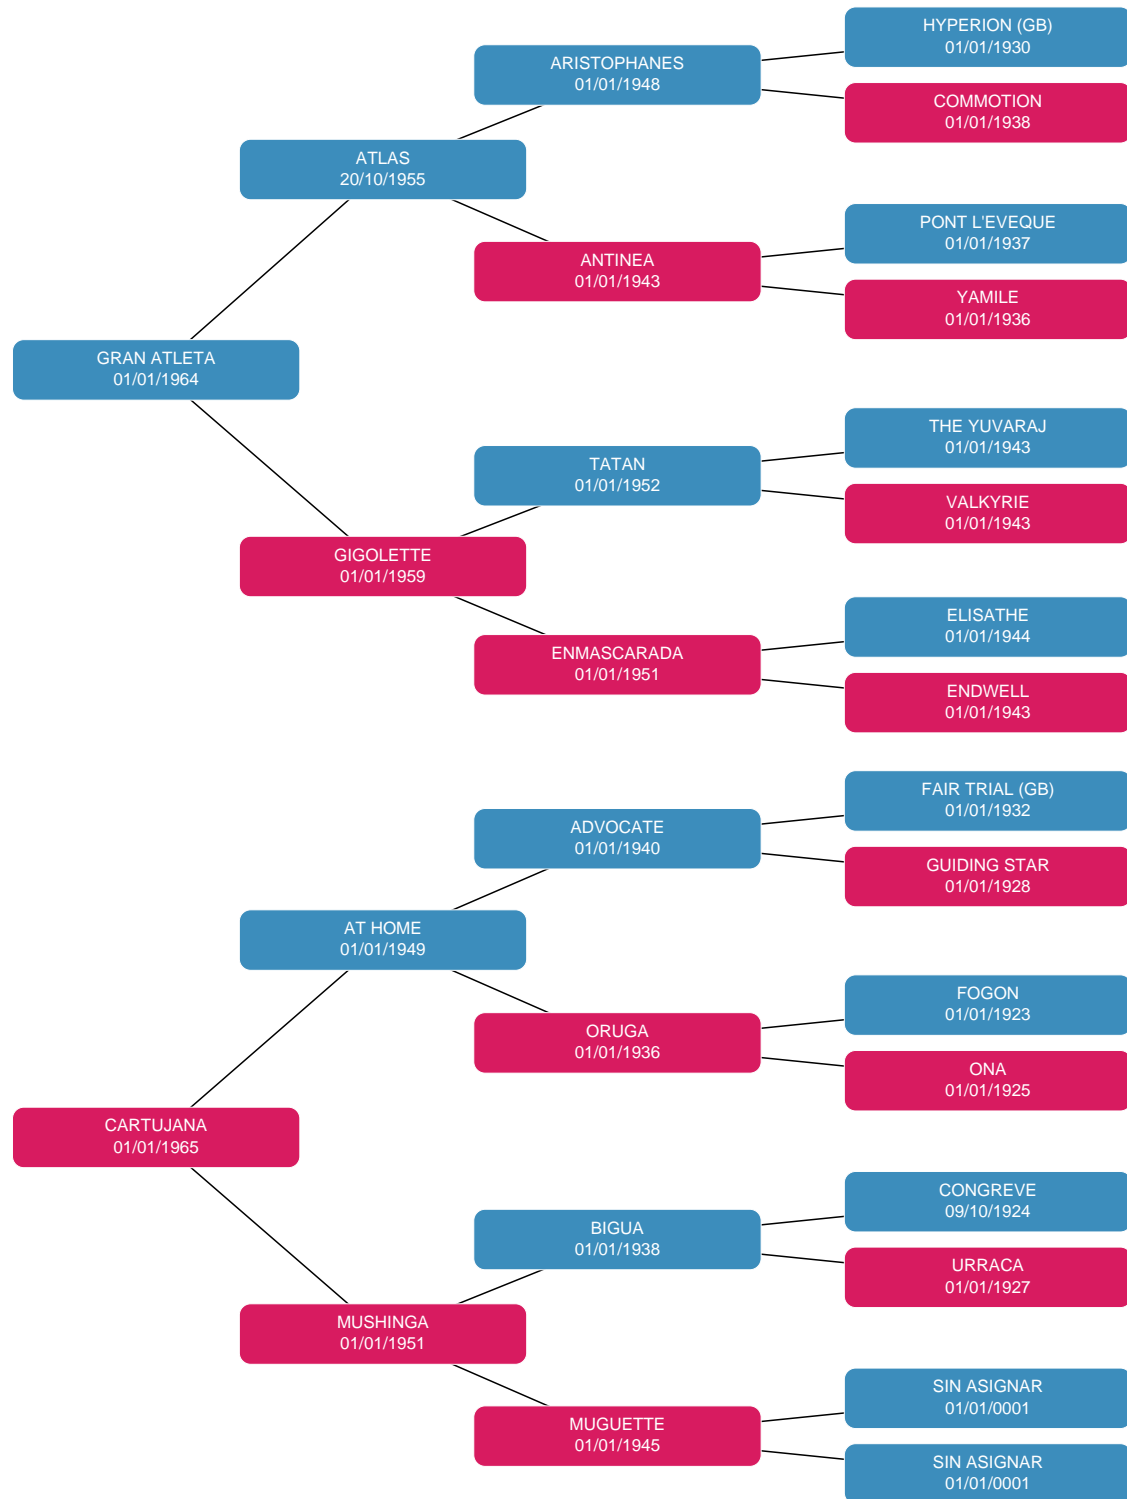 HYPERION (GB)
01/01/1930
ARISTOPHANES
01/01/1948
COMMOTION
01/01/1938
ATLAS
20/10/1955
PONT L'EVEQUE
01/01/1937
ANTINEA
01/01/1943
YAMILE
01/01/1936
GRAN ATLETA
01/01/1964
THE YUVARAJ
01/01/1943
TATAN
01/01/1952
VALKYRIE
01/01/1943
GIGOLETTE
01/01/1959
ELISATHE
01/01/1944
ENMASCARADA
01/01/1951
ENDWELL
01/01/1943
FAIR TRIAL (GB)
01/01/1932
ADVOCATE
01/01/1940
GUIDING STAR
01/01/1928
AT HOME
01/01/1949
FOGON
01/01/1923
ORUGA
01/01/1936
ONA
01/01/1925
CARTUJANA
01/01/1965
CONGREVE
09/10/1924
BIGUA
01/01/1938
URRACA
01/01/1927
MUSHINGA
01/01/1951
SIN ASIGNAR
01/01/0001
MUGUETTE
01/01/1945
SIN ASIGNAR
01/01/0001